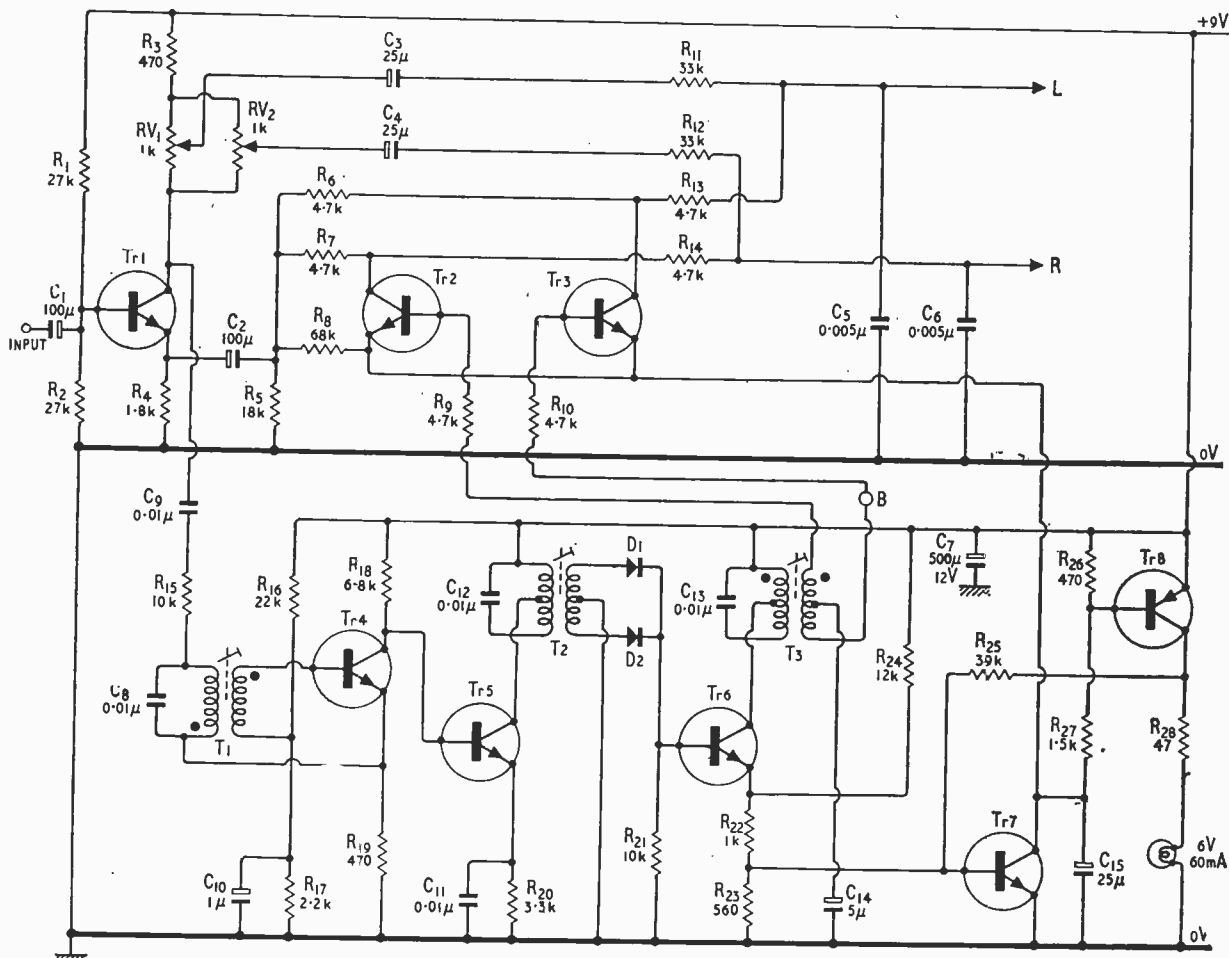 +9V
R3
470
C3
25µ
R11
33k
L
RV1
1k
RV2
1k
C4
25µ
R12
33k
R1
27k
R6
4·7k
R13
4·7k
R7
4·7k
R14
4·7k
R
Tr1
Tr2
Tr3
C1
100µ
INPUT
C2
100µ
R8
68k
C5
0·005µ
C6
0·005µ
R2
27k
R4
1·8k
R5
18k
R9
4·7k
R10
4·7k
0V
B
C9
0·01µ
R15
10k
R16
22k
R18
6·8k
C12
0·01µ
D1
D2
T2
C13
0·01µ
T3
C7
500µ
12V
R26
470
Tr8
Tr4
R24
12k
R25
39k
C8
0·01µ
T1
Tr5
Tr6
R27
1·5k
R28
47
R19
470
R21
10k
R22
1k
Tr7
6V
60mA
C10
1µ
R17
2·2k
C11
0·01µ
R20
3·3k
R23
560
C14
5µ
C15
25µ
0V